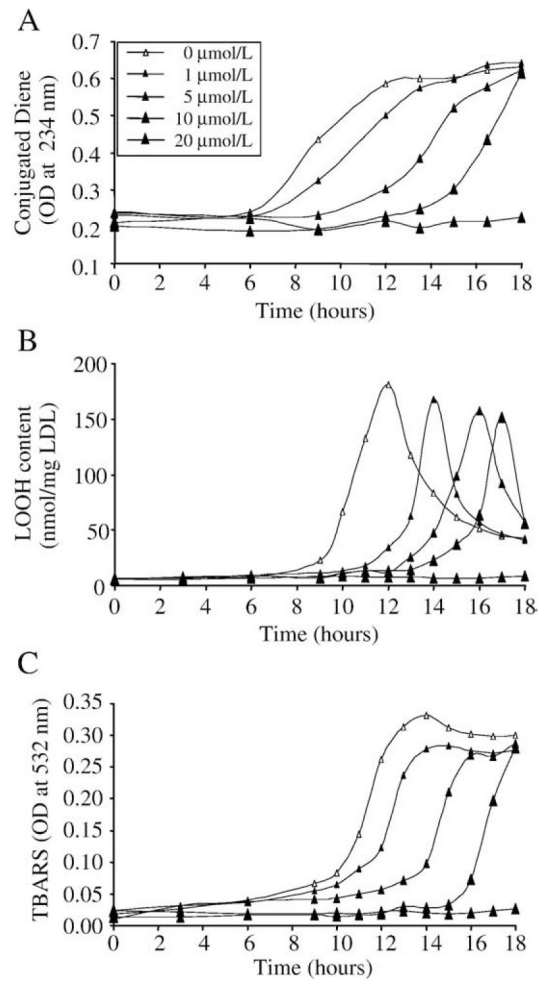 A
Conjugated Diene
(OD at 234 nm)
0.7
0.6
0.5
0.4
0.3
0.2
0.1
0 μmol/L
1 μmol/L
5 μmol/L
10 μmol/L
20 μmol/L
0 2 4 6 8 10 12 14 16 18
Time (hours)
B
LOOH content
(nmol/mg LDL)
200
150
100
50
0
0 2 4 6 8 10 12 14 16 18
Time (hours)
C
TBARS (OD at 532 nm)
0.35
0.30
0.25
0.20
0.15
0.10
0.05
0.00
0 2 4 6 8 10 12 14 16 18
Time (hours)